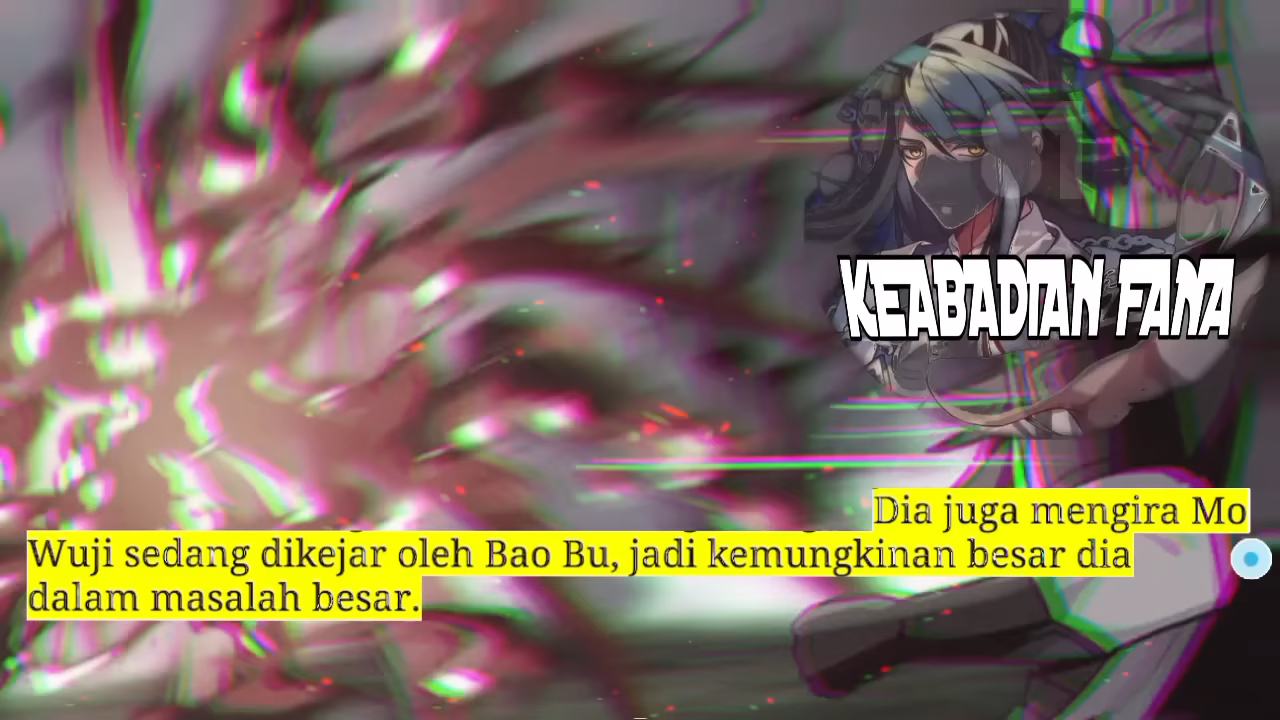 KEABADIAN FANA
Dia juga mengira Mo
Wuji sedang dikejar oleh Bao Bu, jadi kemungkinan besar dia
dalam masalah besar.